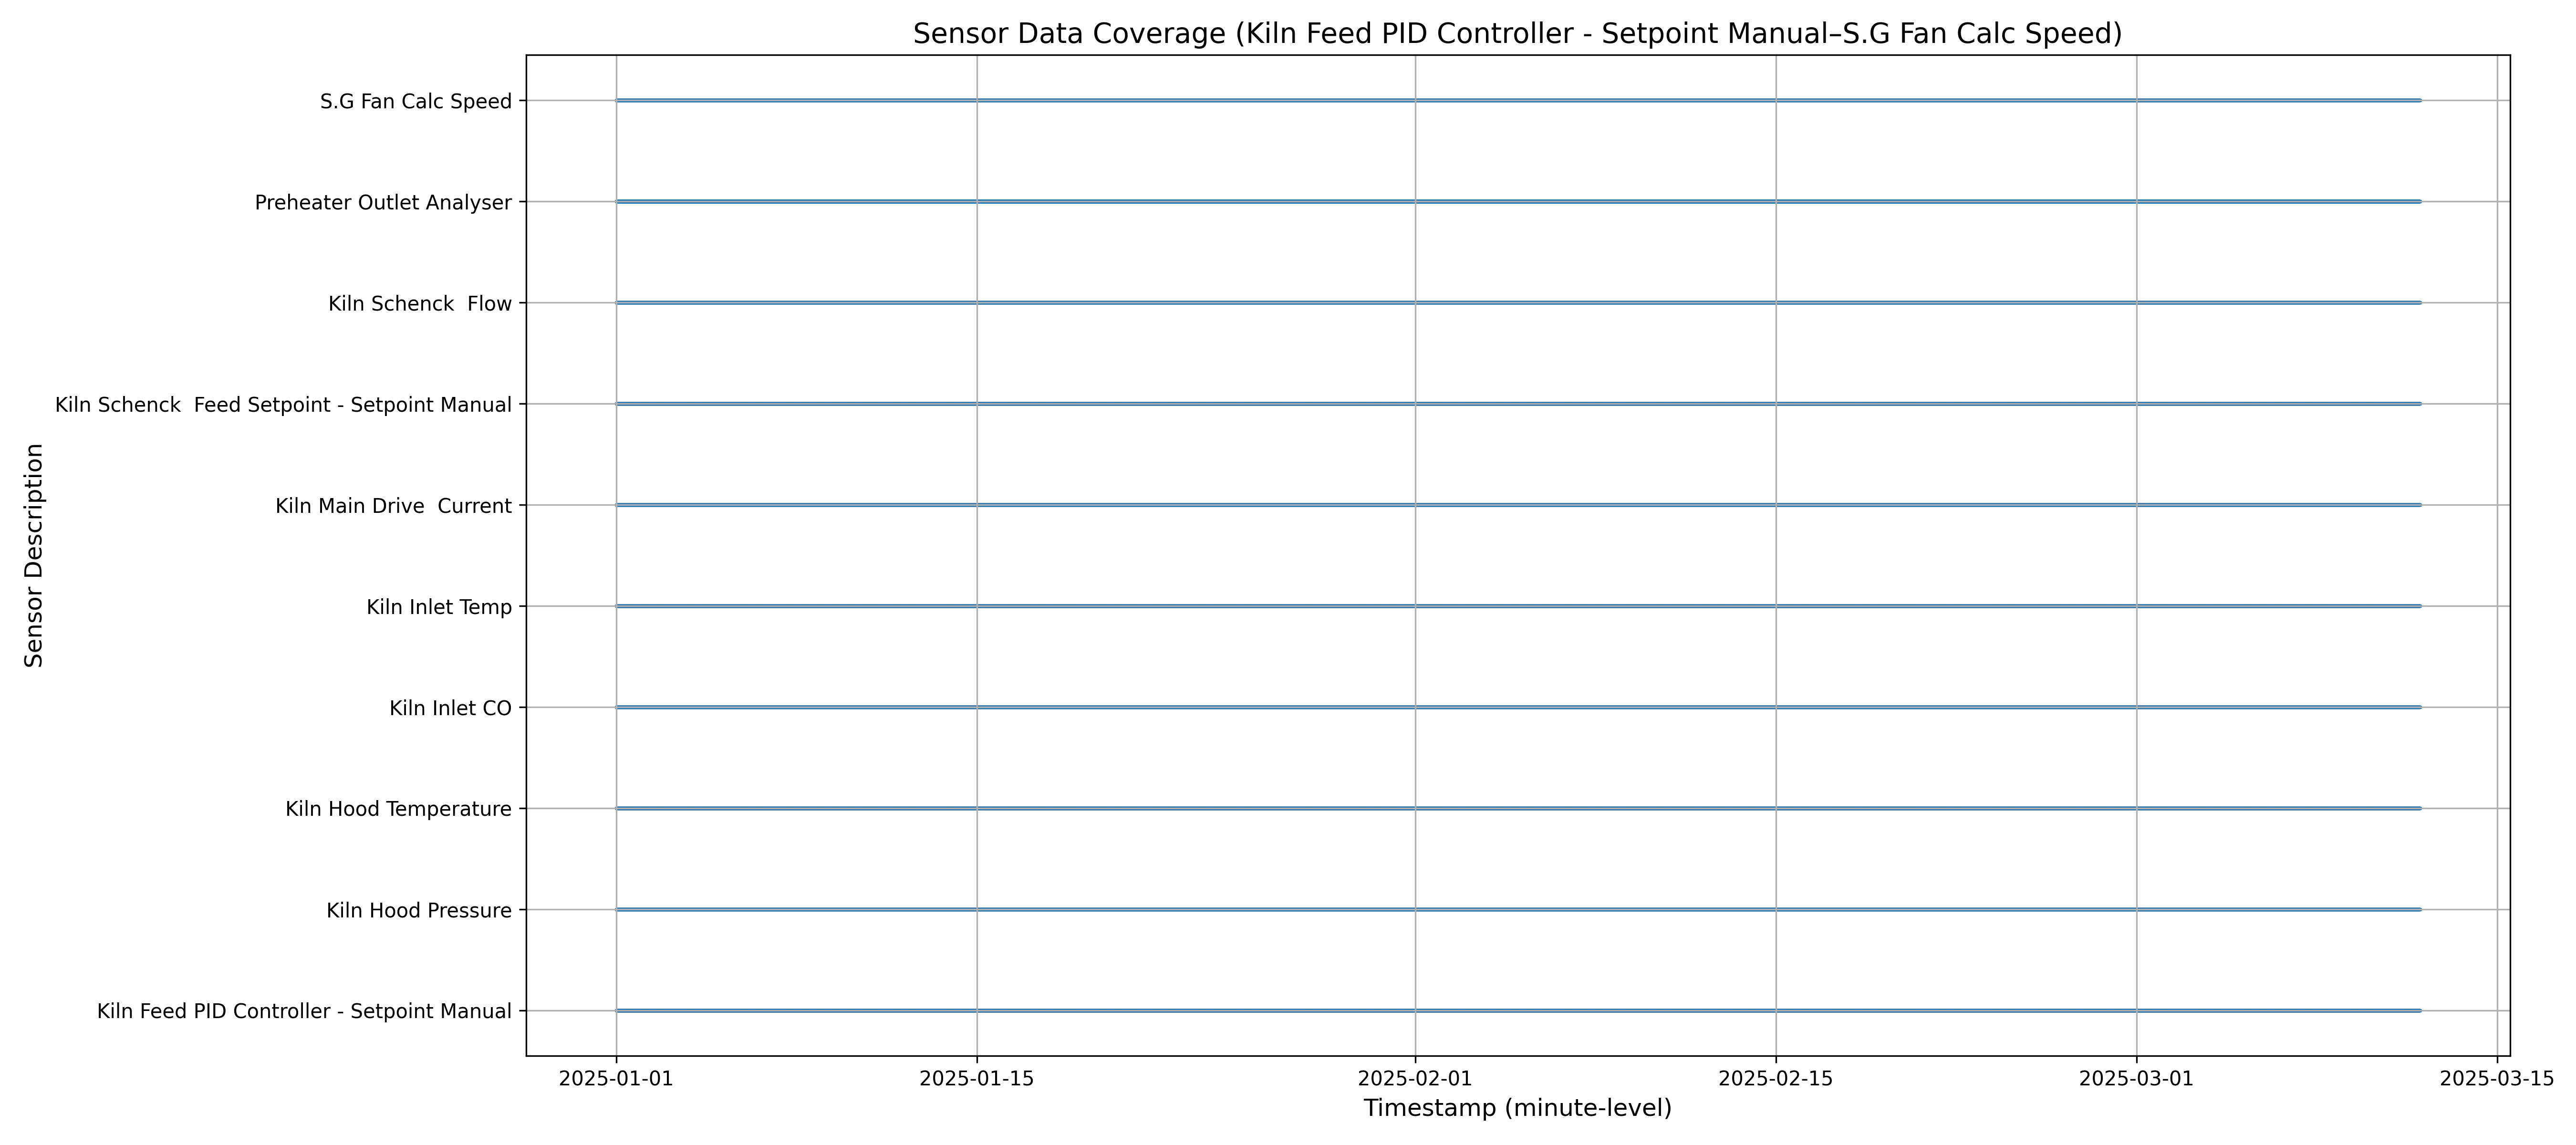 Sensor Data Coverage (Kiln Feed PID Controller - Setpoint Manual–S.G Fan Calc Speed)
S.G Fan Calc Speed
Preheater Outlet Analyser
Kiln Schenck  Flow
Kiln Schenck  Feed Setpoint - Setpoint Manual
Kiln Main Drive  Current
Kiln Inlet Temp
Kiln Inlet CO
Kiln Hood Temperature
Kiln Hood Pressure
Kiln Feed PID Controller - Setpoint Manual
Sensor Description
2025-01-01 2025-01-15 2025-02-01 2025-02-15 2025-03-01 2025-03-15
Timestamp (minute-level)